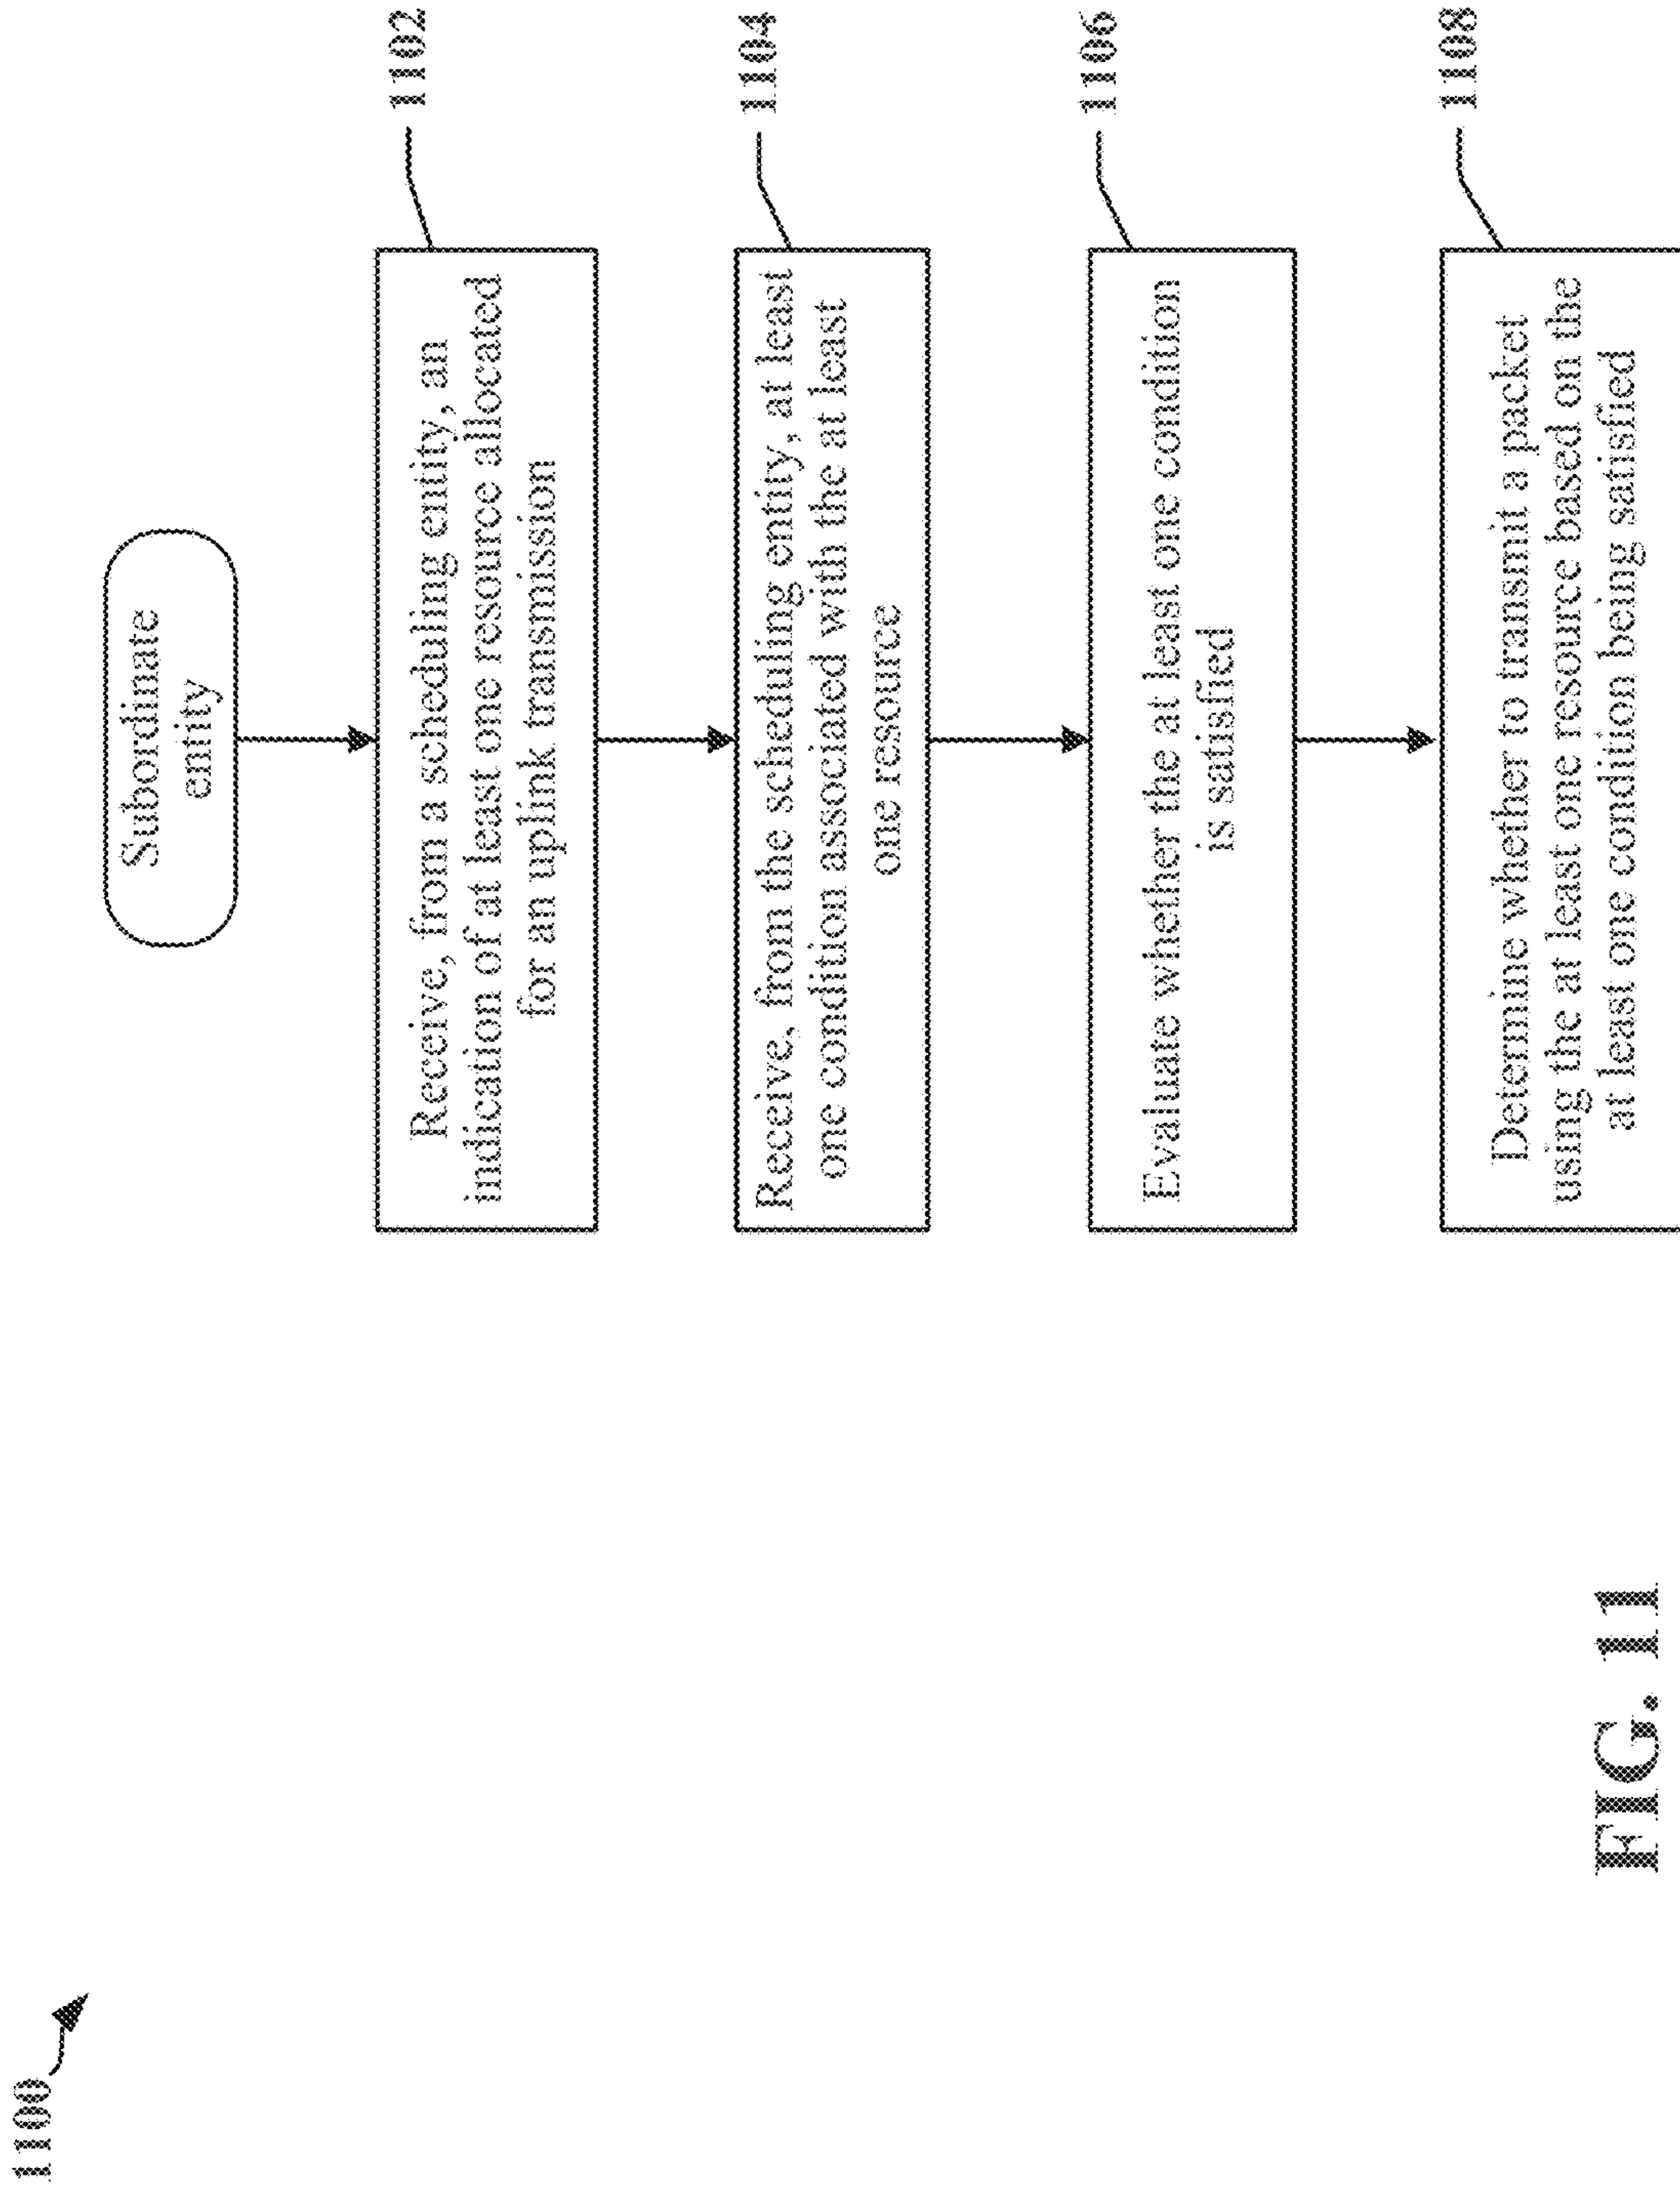 1100
Subordinate
entity
1102
Receive, from a scheduling entity, an
indication of at least one resource allocated
for an uplink transmission
1104
Receive, from the scheduling entity, at least
one condition associated with the at least
one resource
1106
Evaluate whether the at least one condition
is satisfied
1108
Determine whether to transmit a packet
using the at least one resource based on the
at least one condition being satisfied
FIG. 11